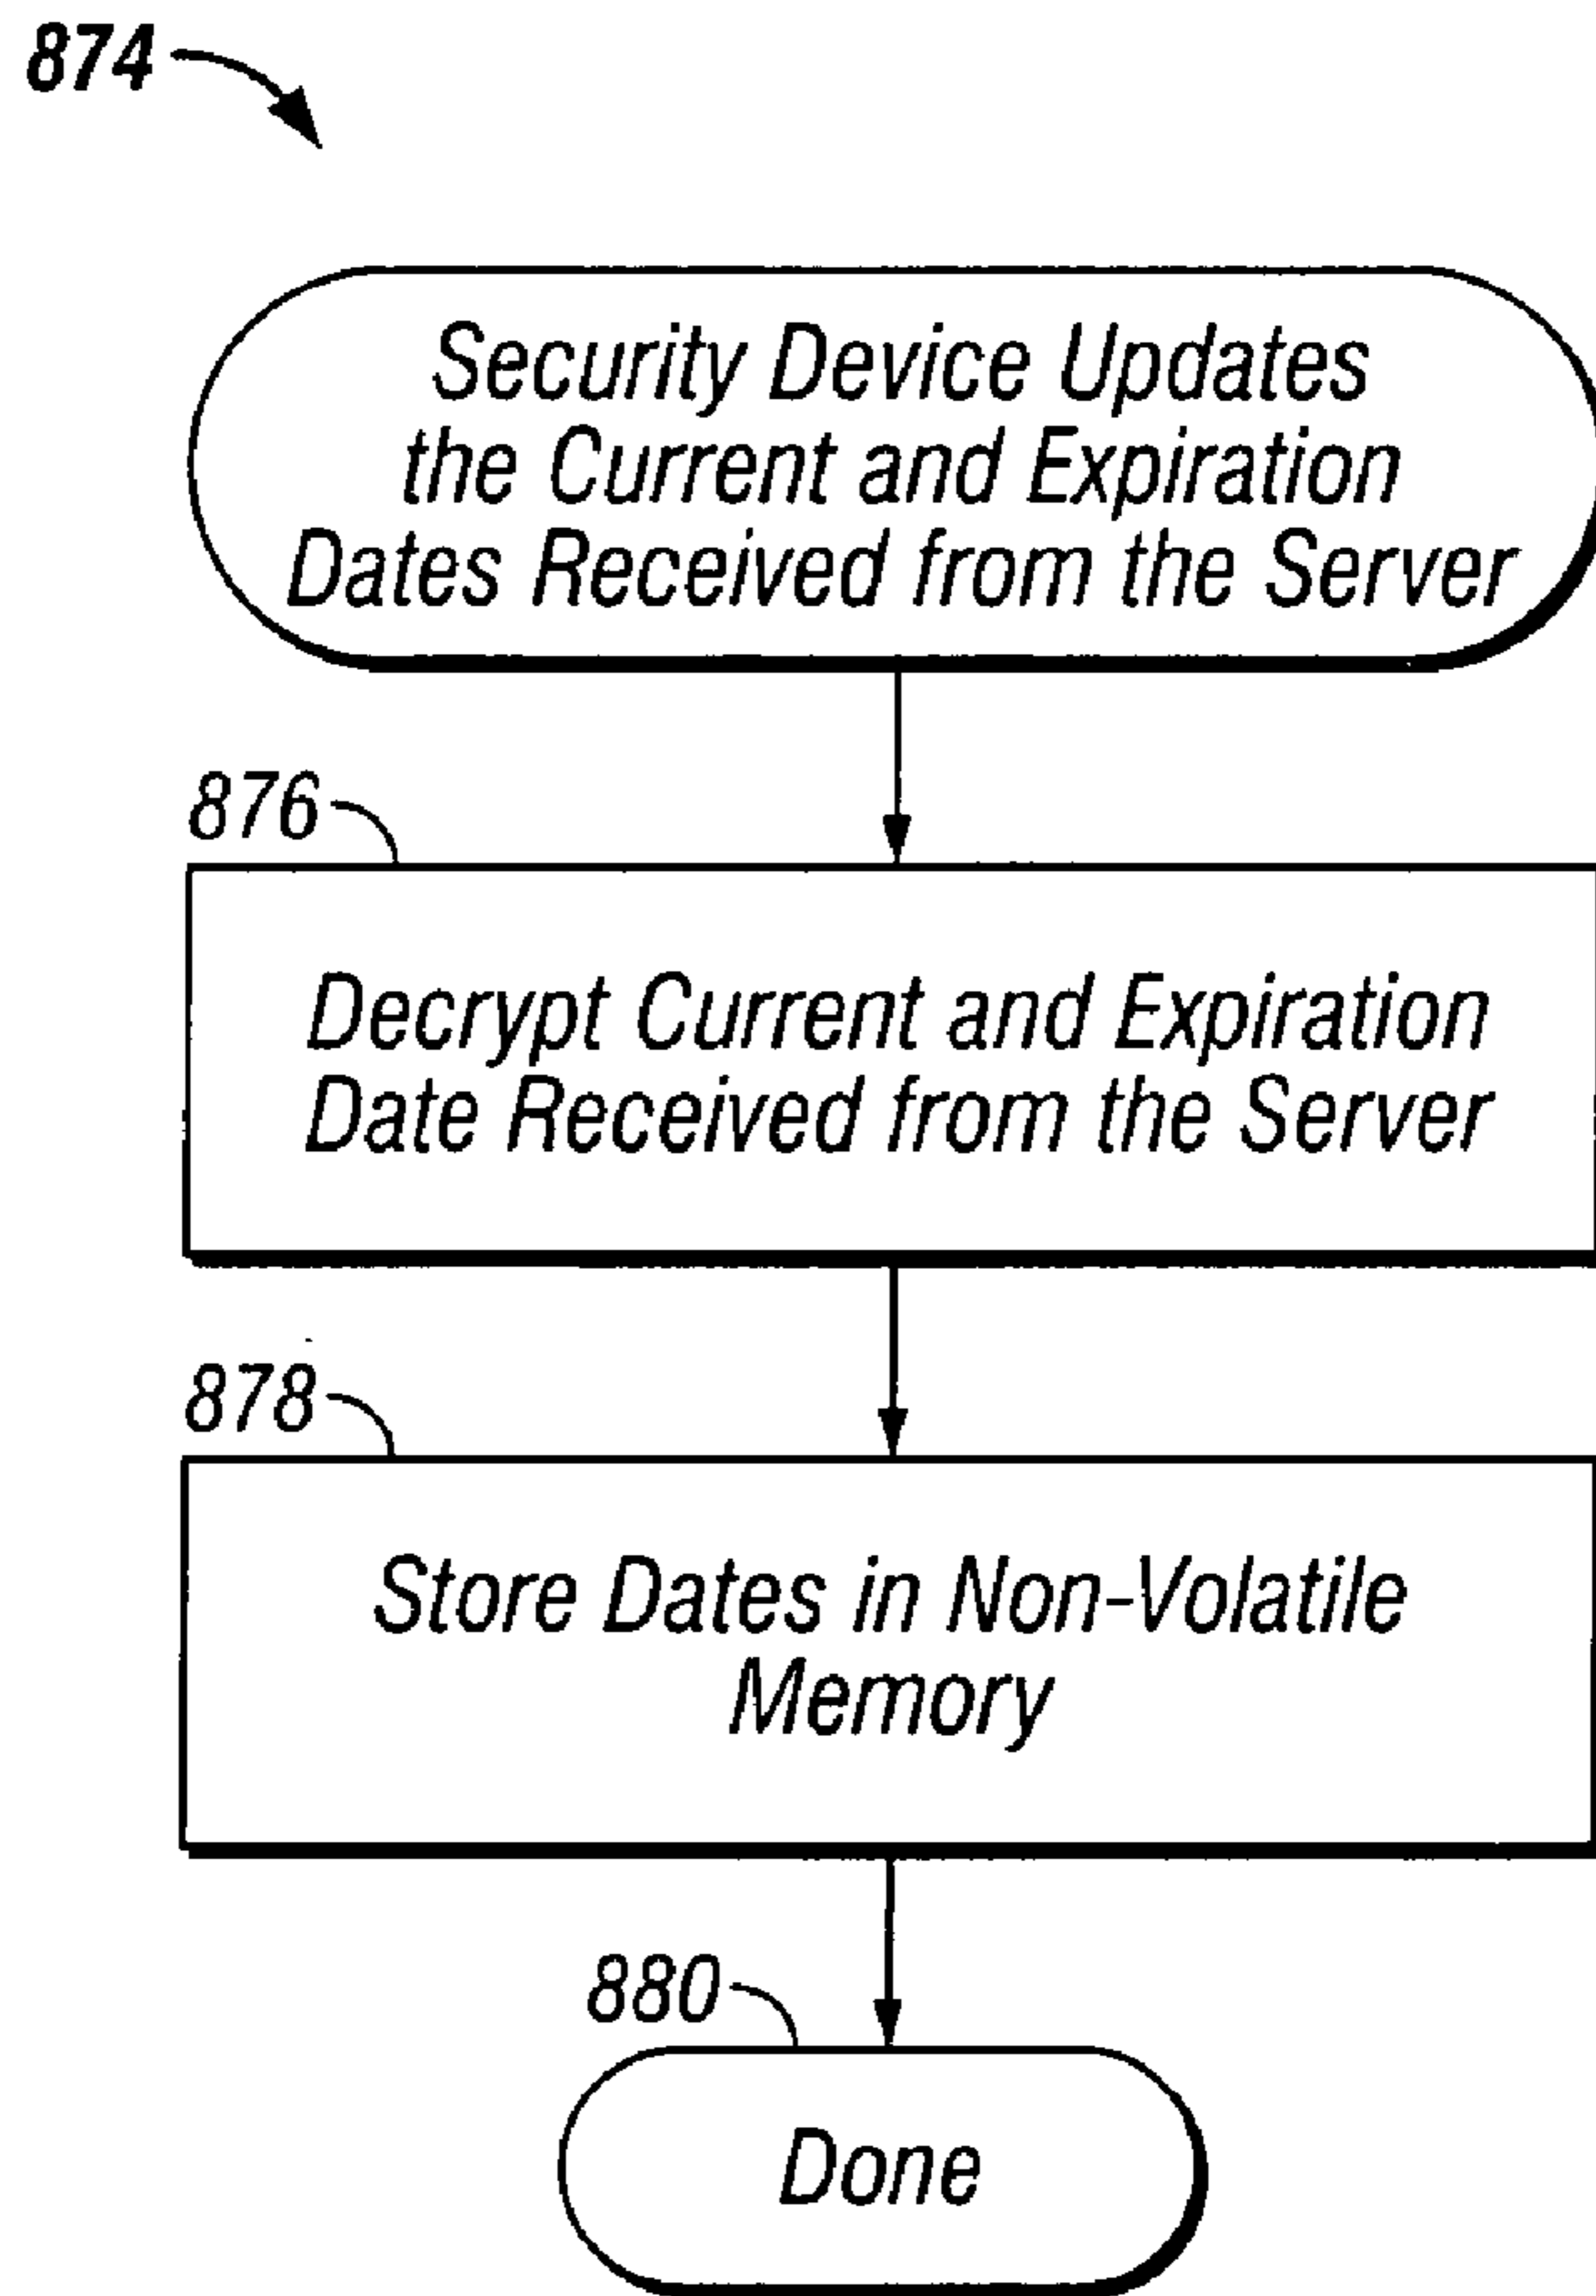 874
Security Device Updates
the Current and Expiration
Dates Received from the Server
876
Decrypt Current and Expiration
Date Received from the Server
878
Store Dates in Non-Volatile
Memory
880
Done